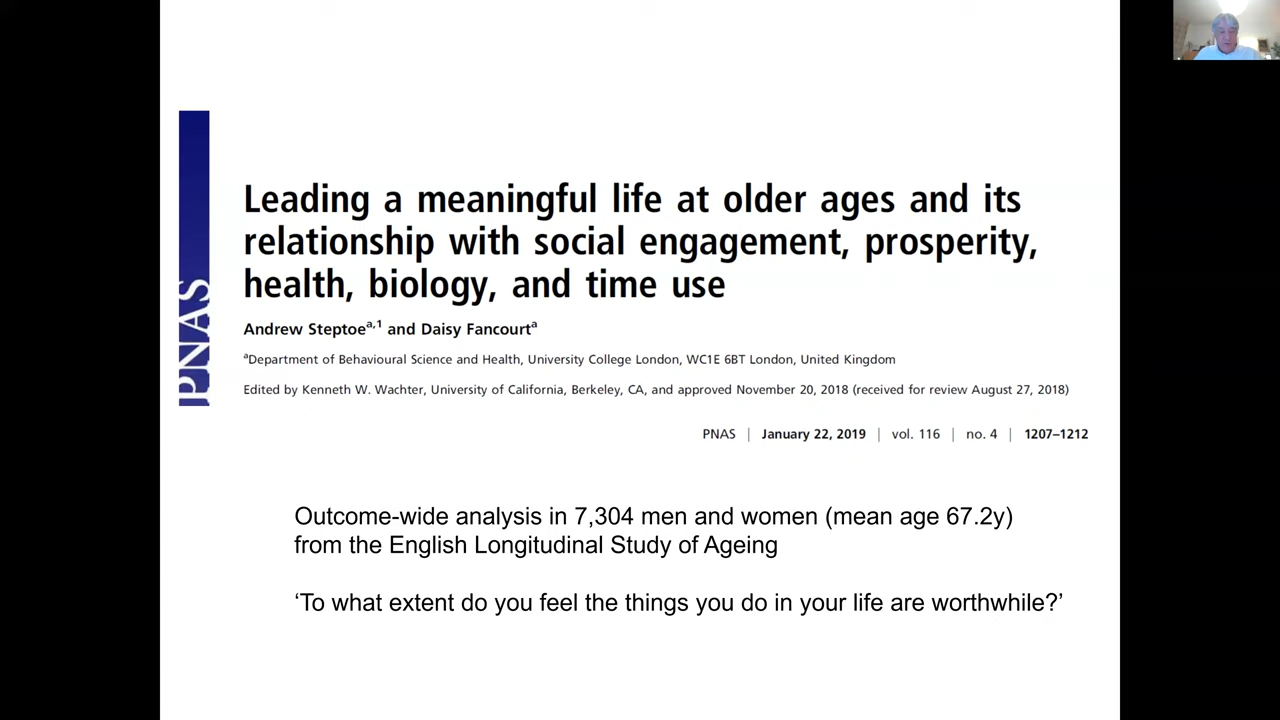 PNAS
Leading a meaningful life at older ages and its
relationship with social engagement, prosperity,
health, biology, and time use
Andrew Steptoeᵃ,¹ and Daisy Fancourtᵃ
ᵃDepartment of Behavioural Science and Health, University College London, WC1E 6BT London, United Kingdom
Edited by Kenneth W. Wachter, University of California, Berkeley, CA, and approved November 20, 2018 (received for review August 27, 2018)
PNAS | January 22, 2019 | vol. 116 | no. 4 | 1207–1212
Outcome-wide analysis in 7,304 men and women (mean age 67.2y)
from the English Longitudinal Study of Ageing
‘To what extent do you feel the things you do in your life are worthwhile?’